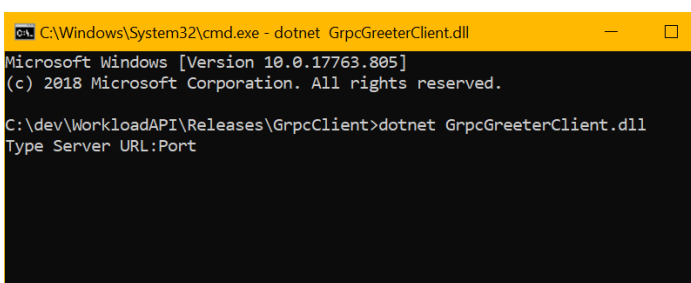 C:\Windows\System32\cmd.exe - dotnet  GrpcGreeterClient.dll
Microsoft Windows [Version 10.0.17763.805]
(c) 2018 Microsoft Corporation. All rights reserved.
C:\dev\WorkloadAPI\Releases\GrpcClient>dotnet GrpcGreeterClient.dll
Type Server URL:Port